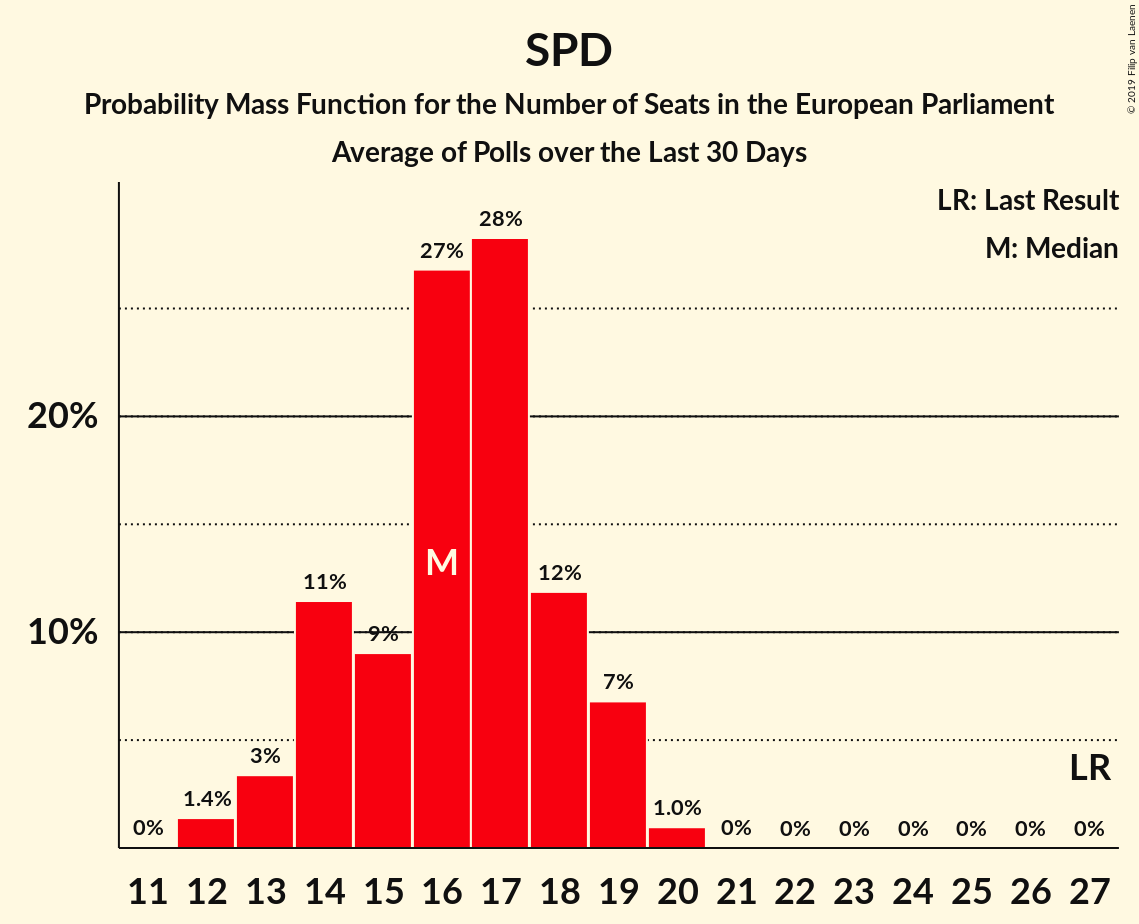 SPD
Probability Mass Function for the Number of Seats in the European Parliament
Average of Polls over the Last 30 Days
© 2019 Filip van Laenen
LR: Last Result
M: Median
28%
27%
20%
M
11%
12%
10%
9%
7%
3%
LR
1.4%
1.0%
0% 0% 0% 0% 0% 0% 0% 0%
11 12 13 14 15 16 17 18 19 20 21 22 23 24 25 26 27